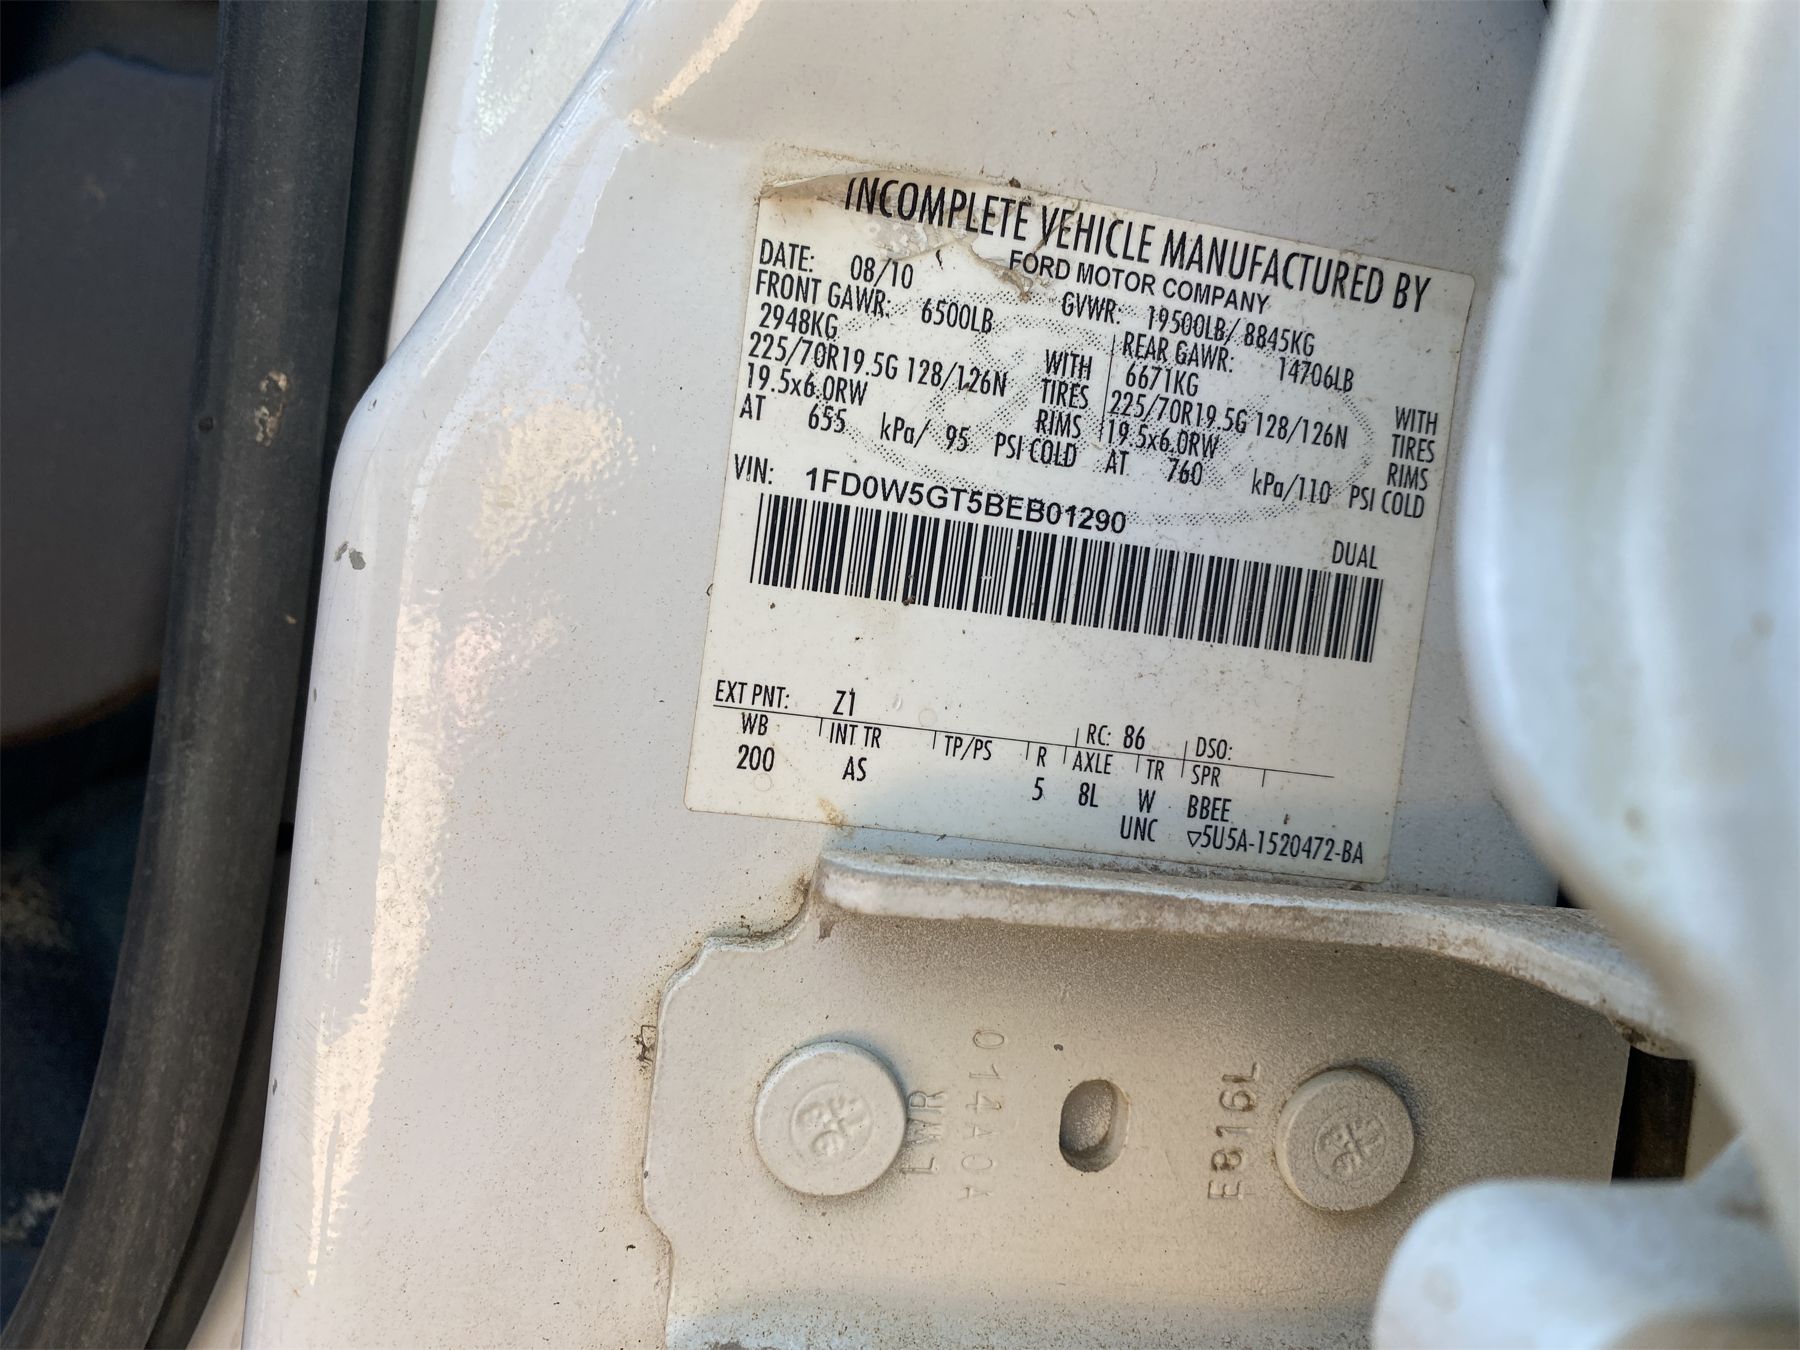 INCOMPLETE VEHICLE MANUFACTURED BY
FORD MOTOR COMPANY
DATE: 08/10 GVWR: 19500LB/ 8845KG
FRONT GAWR: 6500LB REAR GAWR: 14706LB
2948KG WITH 6671KG WITH
225/70R19.5G 128/126N TIRES 225/70R19.5G 128/126N TIRES
19.5x6.0RW RIMS 19.5x6.0RW RIMS
AT 655 kPa/ 95 PSI COLD AT 760 kPa/110 PSI COLD
VIN: 1FD0W5GT5BEB01290
DUAL
EXT PNT: Z1 RC: 86 DSO:
WB INT TR TP/PS R AXLE TR SPR
200 AS 5 8L W BBEE
UNC ▽5U5A-1520472-BA
LWR
014A0A
E816L